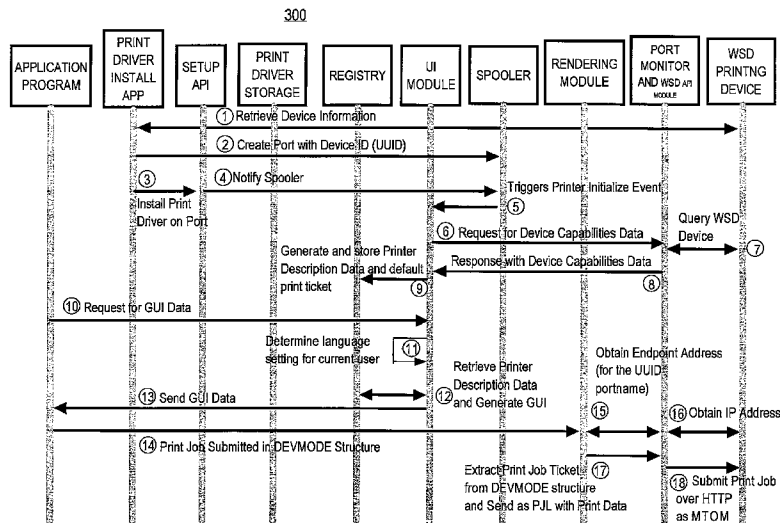 300
APPLICATION
PROGRAM
PRINT
DRIVER
INSTALL
APP
SETUP
API
PRINT
DRIVER
STORAGE
REGISTRY
UI
MODULE
SPOOLER
RENDERING
MODULE
PORT
MONITOR
AND WSD API
MODULE
WSD
PRINTNG
DEVICE
1 Retrieve Device Information
2 Create Port with Device ID (UUID)
3
Install Print
Driver on Port
4 Notify Spooler
Triggers Printer Initialize Event
5
6 Request for Device Capabilities Data
Query WSD
Device
7
Response with Device Capabilities Data
8
Generate and store Printer
Description Data and default
print ticket
9
10 Request for GUI Data
Determine language
setting for current user
11
Retrieve Printer
Description Data
and Generate GUI
12
13 Send GUI Data
14 Print Job Submitted in DEVMODE Structure
Obtain Endpoint Address
(for the UUID
portname)
15
16 Obtain IP Address
Extract Print Job Ticket
from DEVMODE structure
and Send as PJL with Print Data
17
18 Submit Print Job
over HTTP
as MTOM